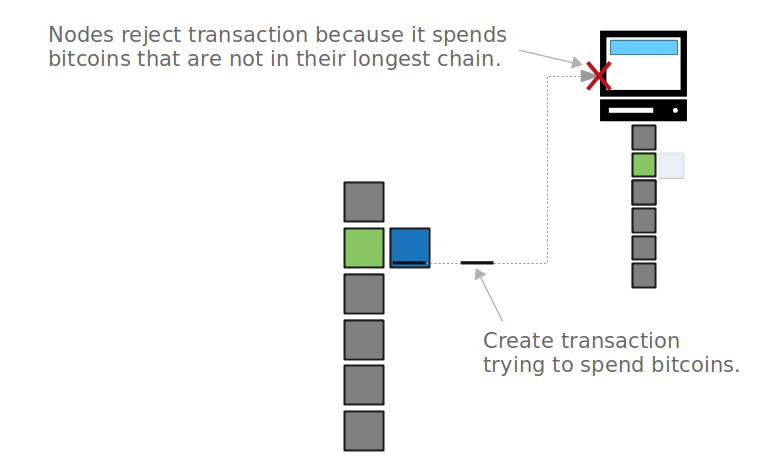 Nodes reject transaction because it spends
bitcoins that are not in their longest chain.
Create transaction
trying to spend bitcoins.